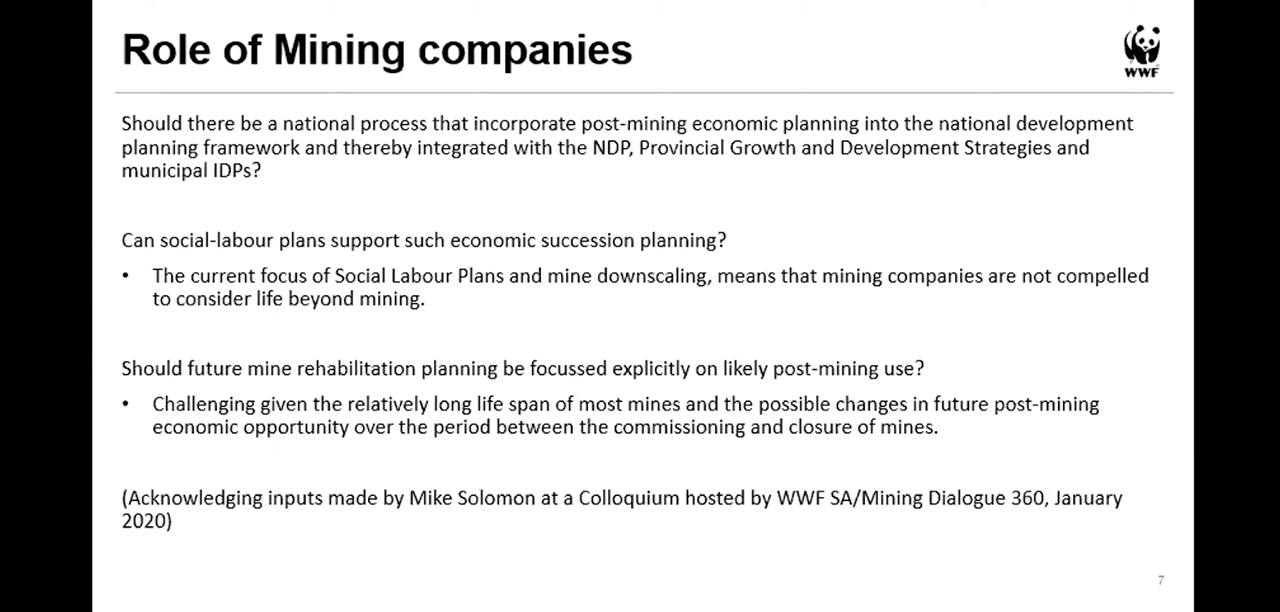 Role of Mining companies
WWF
Should there be a national process that incorporate post-mining economic planning into the national development
planning framework and thereby integrated with the NDP, Provincial Growth and Development Strategies and
municipal IDPs?
Can social-labour plans support such economic succession planning?
• The current focus of Social Labour Plans and mine downscaling, means that mining companies are not compelled
to consider life beyond mining.
Should future mine rehabilitation planning be focussed explicitly on likely post-mining use?
• Challenging given the relatively long life span of most mines and the possible changes in future post-mining
economic opportunity over the period between the commissioning and closure of mines.
(Acknowledging inputs made by Mike Solomon at a Colloquium hosted by WWF SA/Mining Dialogue 360, January
2020)
7